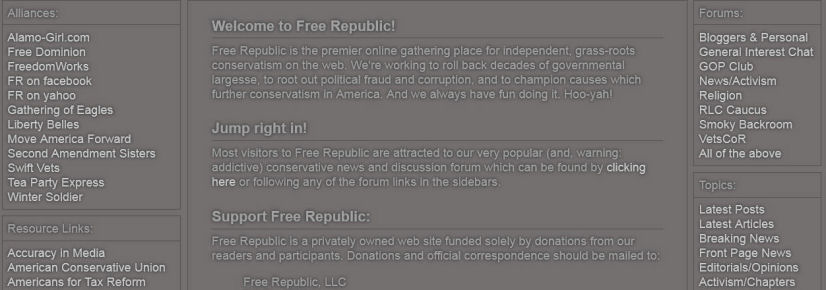 Alliances:
Alamo-Girl.com
Free Dominion
FreedomWorks
FR on facebook
FR on yahoo
Gathering of Eagles
Liberty Belles
Move America Forward
Second Amendment Sisters
Swift Vets
Tea Party Express
Winter Soldier
Resource Links:
Accuracy in Media
American Conservative Union
Americans for Tax Reform
Welcome to Free Republic!
Free Republic is the premier online gathering place for independent, grass-roots
conservatism on the web. We're working to roll back decades of governmental
largesse, to root out political fraud and corruption, and to champion causes which
further conservatism in America. And we always have fun doing it. Hoo-yah!
Jump right in!
Most visitors to Free Republic are attracted to our very popular (and, warning:
addictive) conservative news and discussion forum which can be found by clicking
here or following any of the forum links in the sidebars.
Support Free Republic:
Free Republic is a privately owned web site funded solely by donations from our
readers and participants. Donations and official correspondence should be mailed to:
Free Republic, LLC
Forums:
Bloggers & Personal
General Interest Chat
GOP Club
News/Activism
Religion
RLC Caucus
Smoky Backroom
VetsCoR
All of the above
Topics:
Latest Posts
Latest Articles
Breaking News
Front Page News
Editorials/Opinions
Activism/Chapters